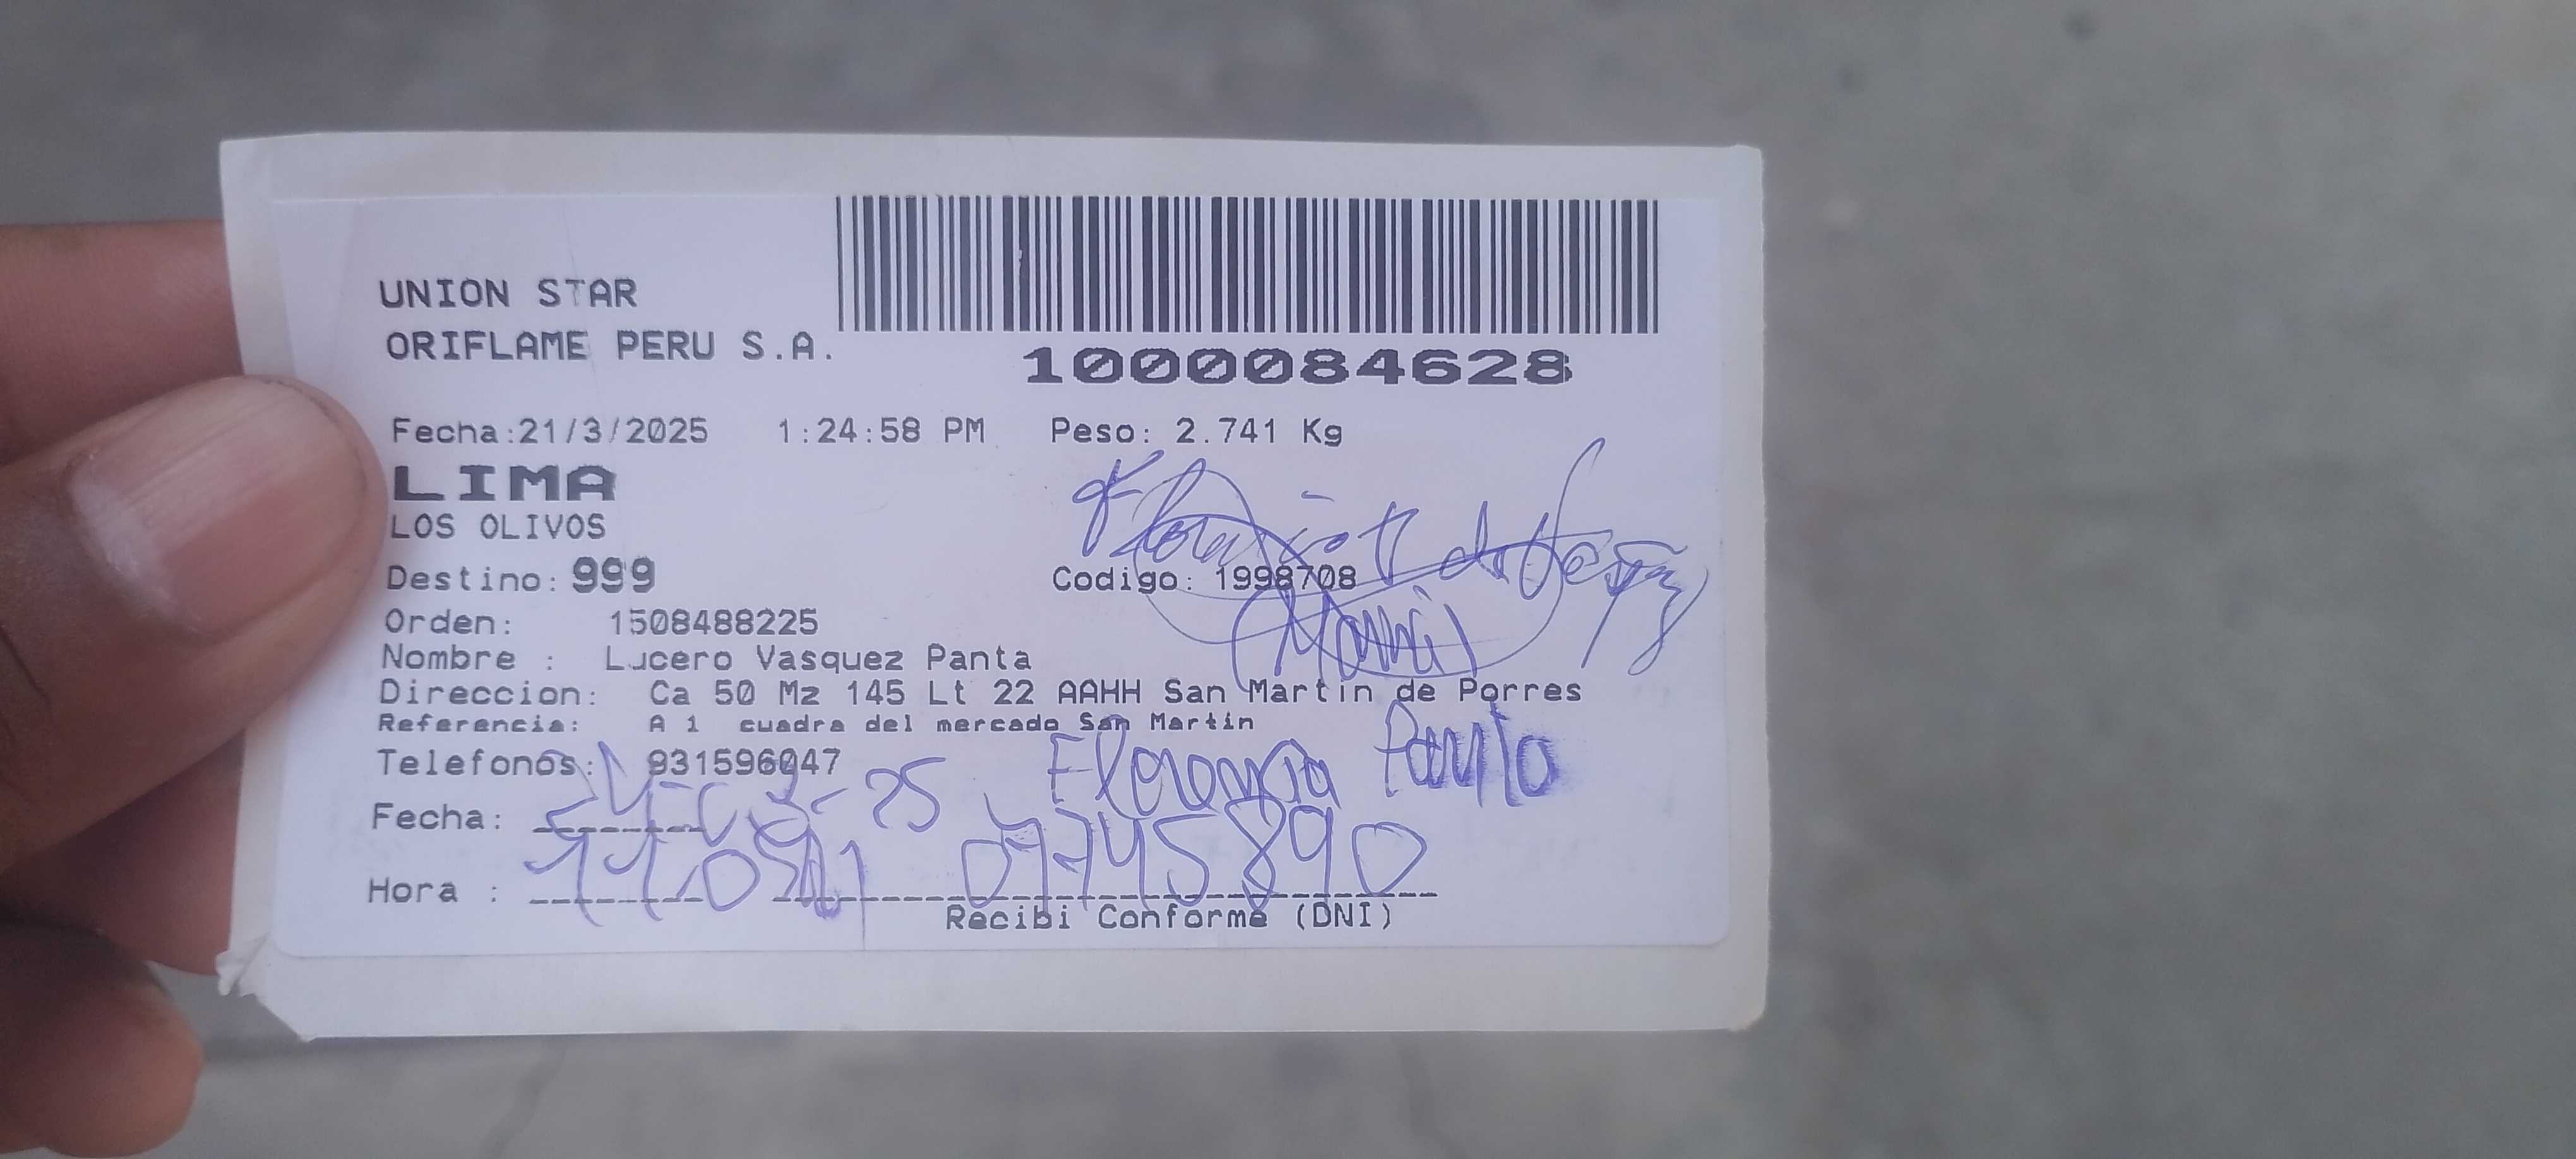 UNION STAR
ORIFLAME PERU S.A.
1000084628
Fecha:21/3/2025 1:24:58 PM Peso: 2.741 Kg
LIMA
LOS OLIVOS
Destino: 999 Codigo: 1998708
Orden: 1508488225
Nombre : Lucero Vasquez Panta
Direccion: Ca 50 Mz 145 Lt 22 AAHH San Martin de Porres
Referencia: A 1 cuadra del mercado San Martin
Telefonos: 931596047
Florencia Panta
Fecha: 25
07745890
Hora :
Recibi Conforme (DNI)